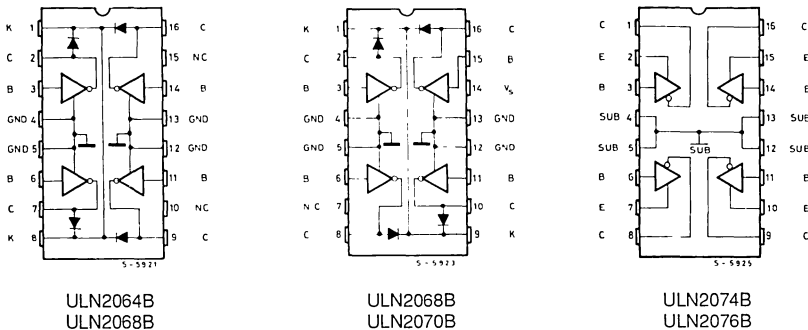 K 1 16 C
C 2 15 NC
B 3 14 B
GND 4 13 GND
GND 5 12 GND
B 6 11 B
C 7 10 NC
K 8 9 C
S-5921
ULN2064B
ULN2068B
K 1 16 C
C 2 15 B
B 3 14 Vs
GND 4 13 GND
GND 5 12 GND
B 6 11 B
NC 7 10 C
C 8 9 K
S-5923
ULN2068B
ULN2070B
C 1 16 C
E 2 15 E
B 3 14 B
SUB 4 13 SUB
SUB
SUB 5 12 SUB
B 6 11 B
E 7 10 E
C 8 9 C
S-5925
ULN2074B
ULN2076B